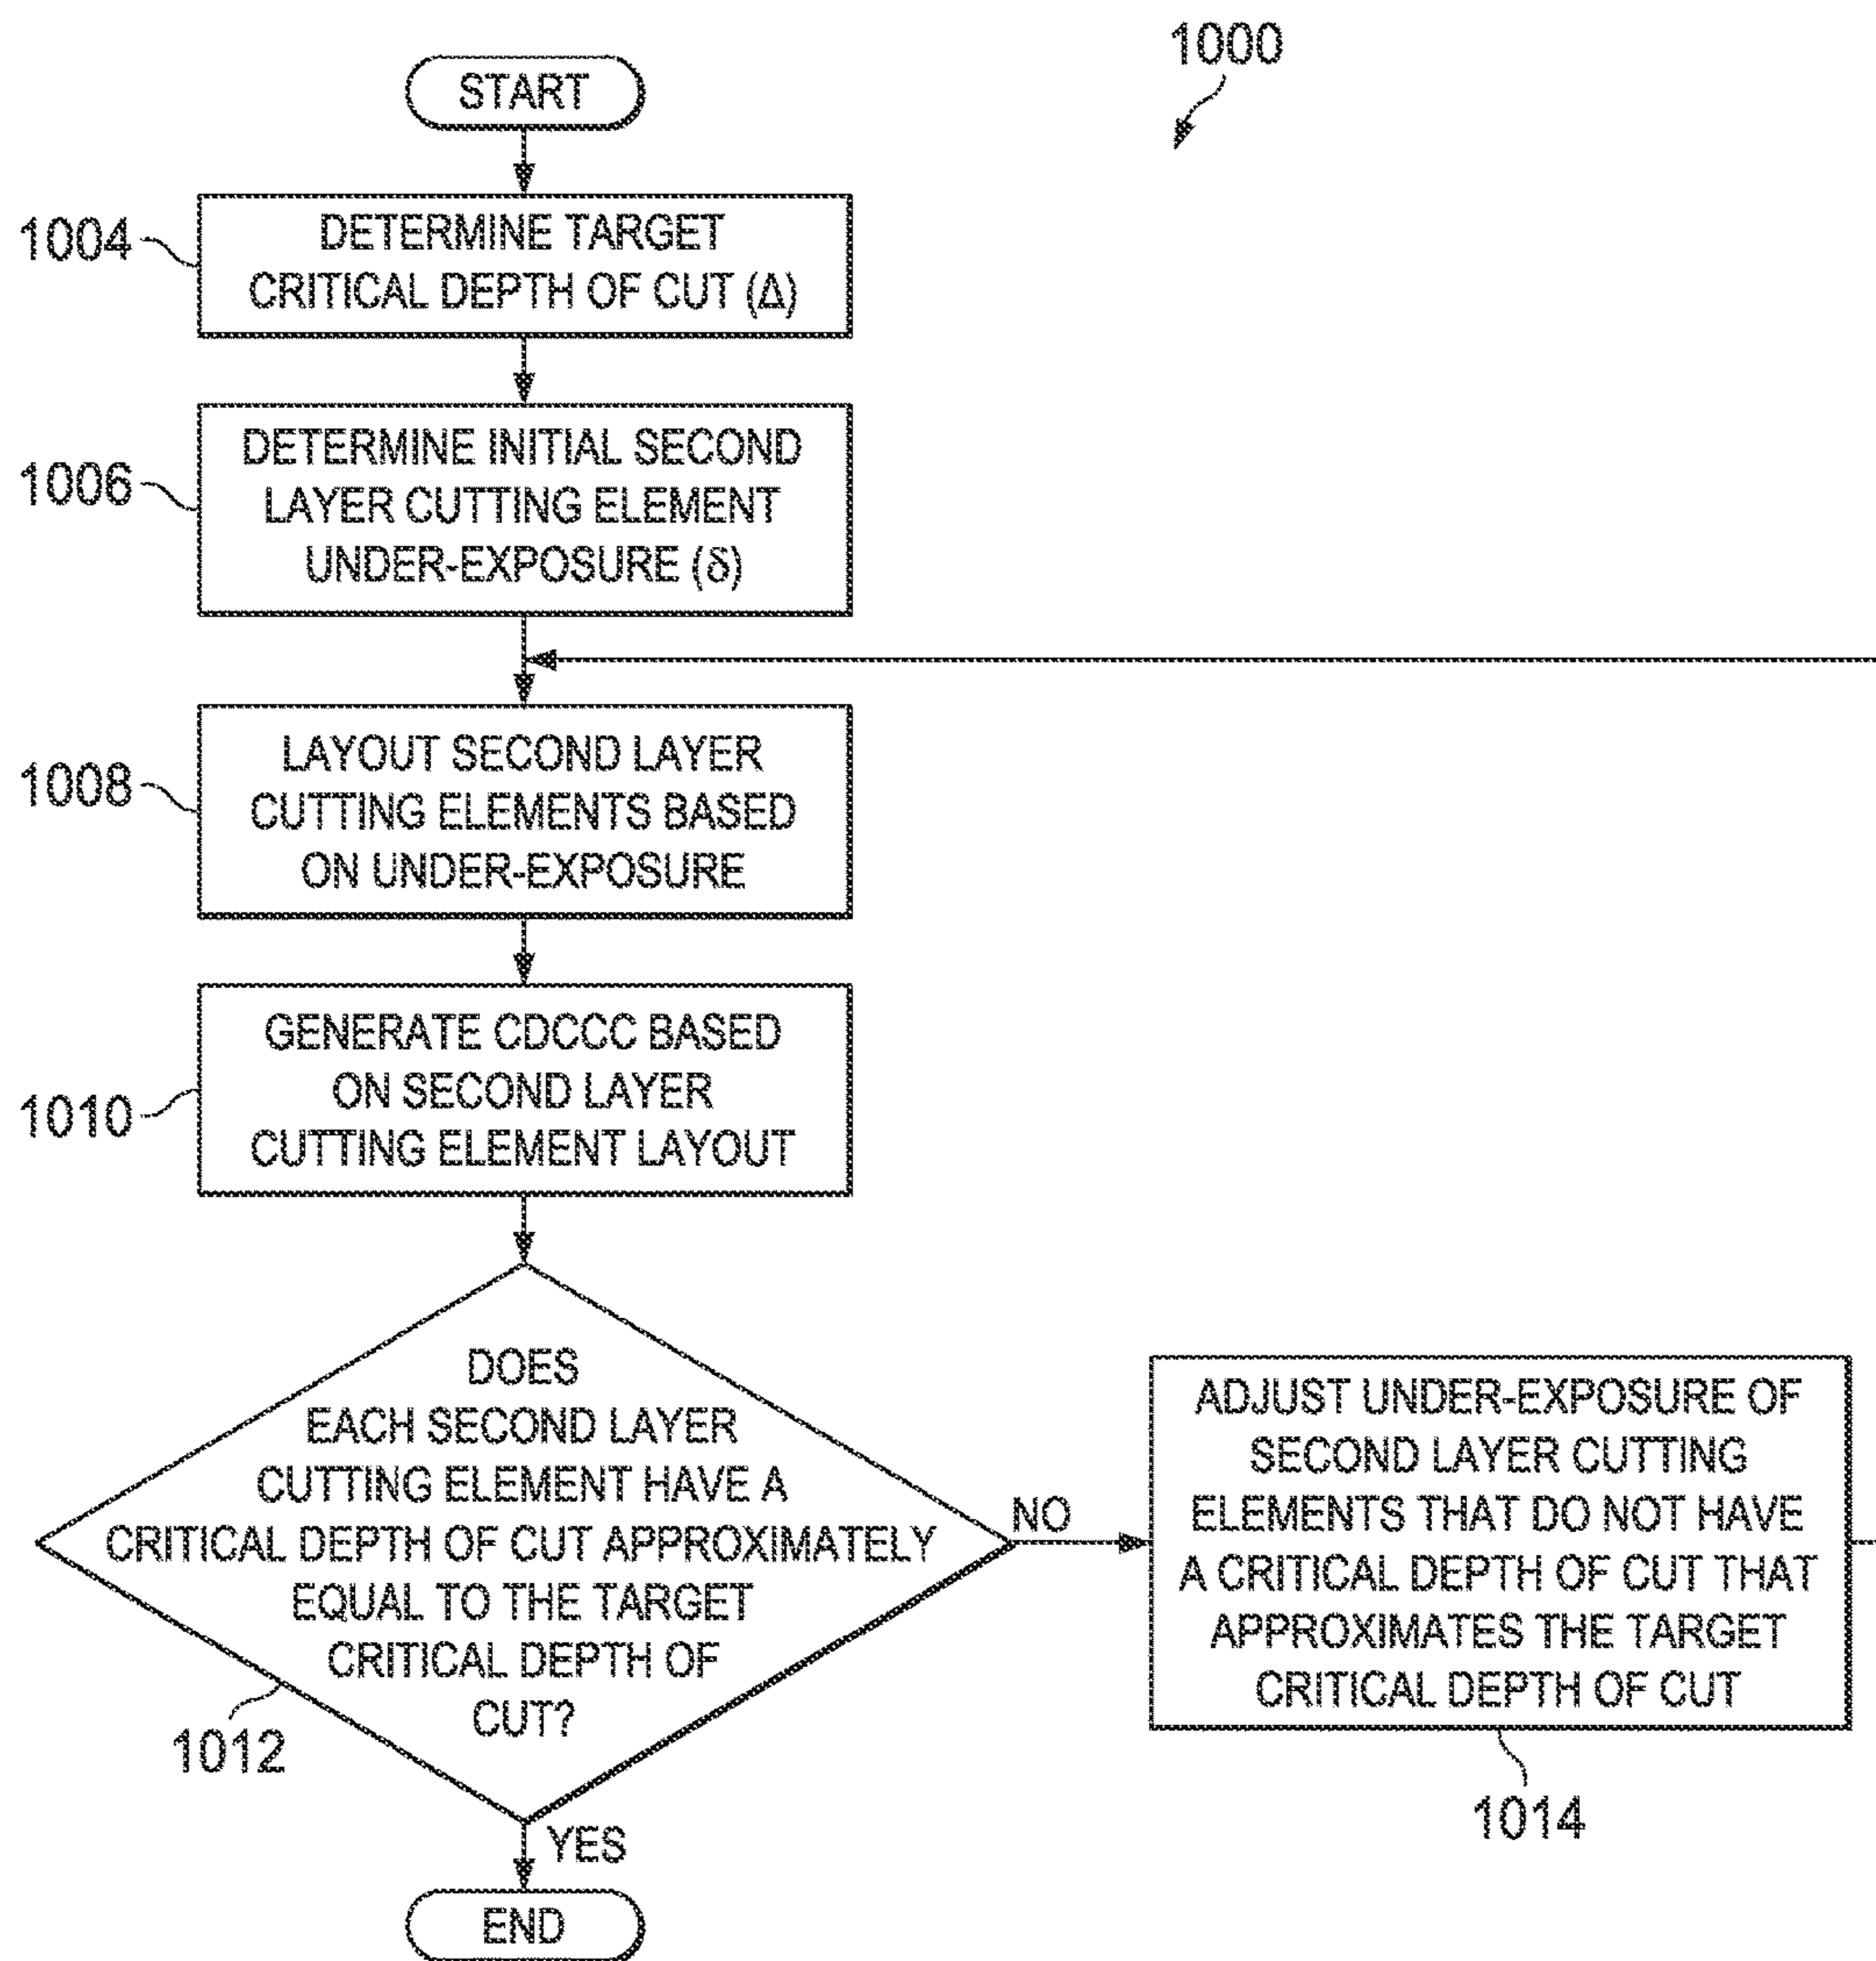 1000
START
1004
DETERMINE TARGET
CRITICAL DEPTH OF CUT (Δ)
1006
DETERMINE INITIAL SECOND
LAYER CUTTING ELEMENT
UNDER-EXPOSURE (δ)
1008
LAYOUT SECOND LAYER
CUTTING ELEMENTS BASED
ON UNDER-EXPOSURE
1010
GENERATE CDCCC BASED
ON SECOND LAYER
CUTTING ELEMENT LAYOUT
DOES
EACH SECOND LAYER
CUTTING ELEMENT HAVE A
CRITICAL DEPTH OF CUT APPROXIMATELY
EQUAL TO THE TARGET
CRITICAL DEPTH OF
CUT?
1012
NO
ADJUST UNDER-EXPOSURE OF
SECOND LAYER CUTTING
ELEMENTS THAT DO NOT HAVE
A CRITICAL DEPTH OF CUT THAT
APPROXIMATES THE TARGET
CRITICAL DEPTH OF CUT
1014
YES
END